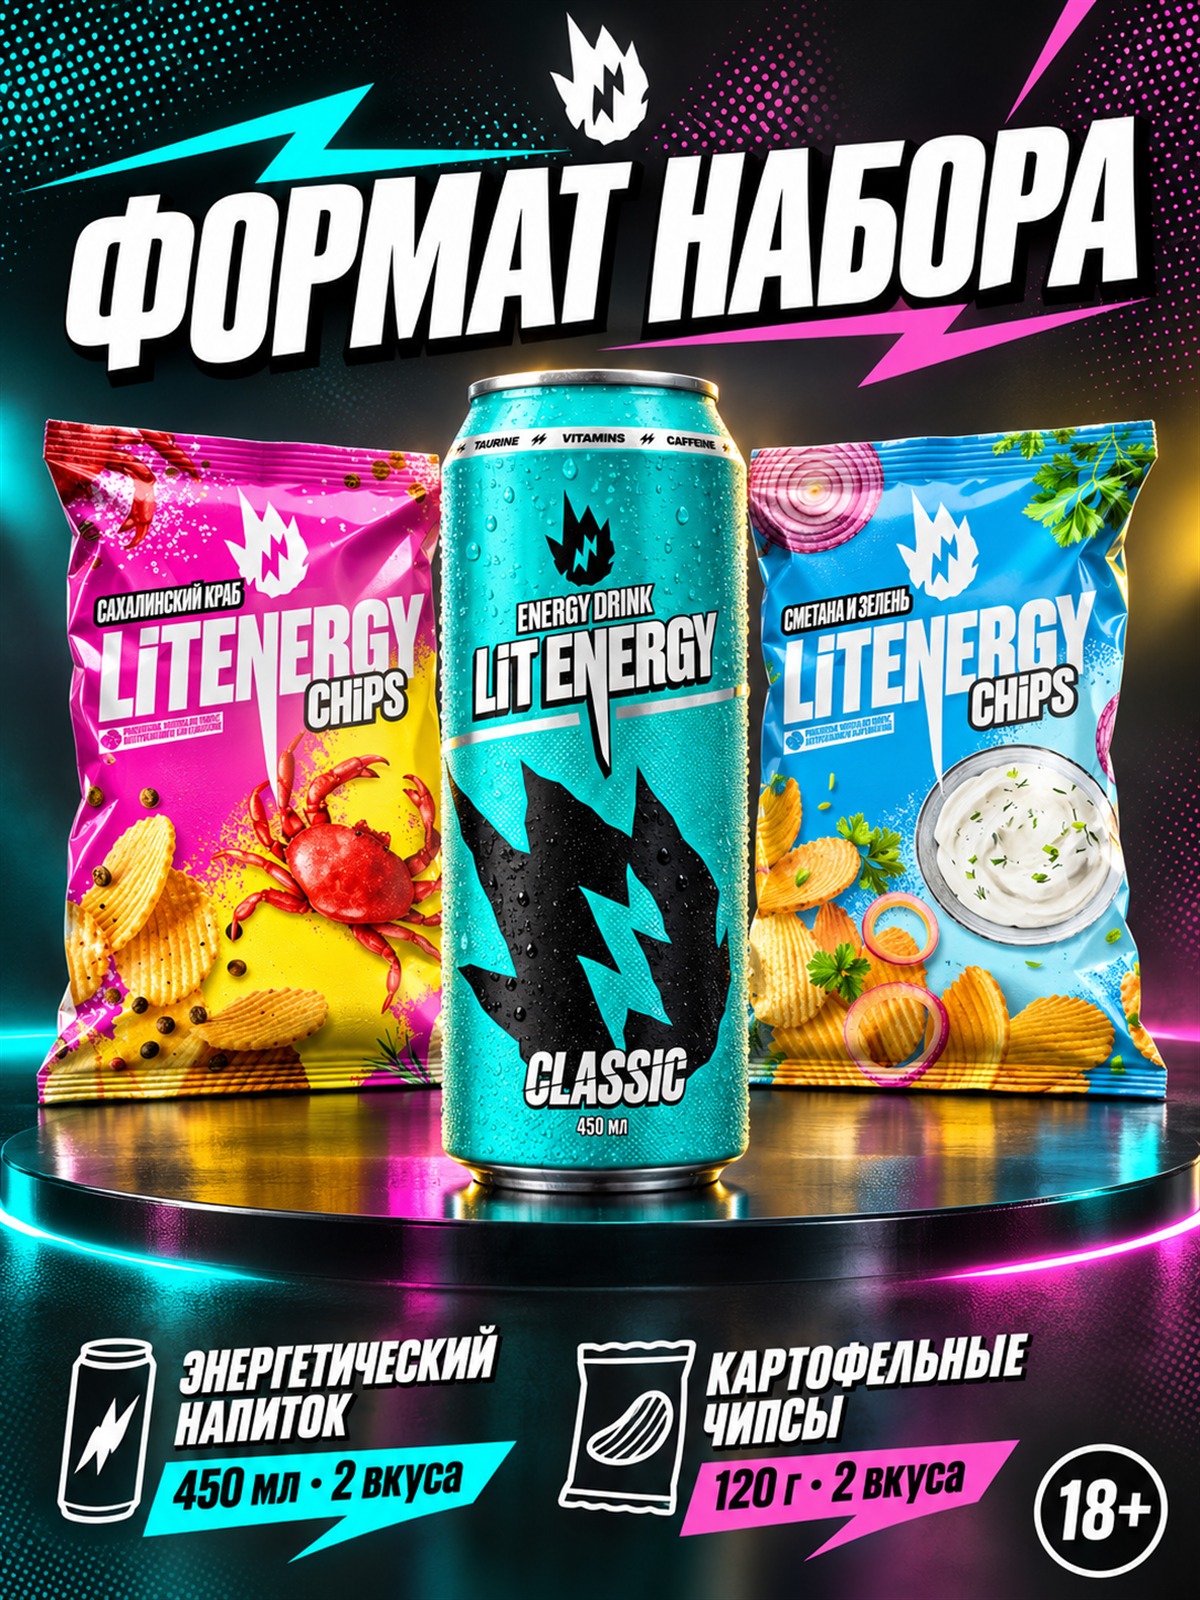 ФОРМАТ НАБОРА
TAURINE VITAMINS CAFFEINE
САХАЛИНСКИЙ КРАБ
LiTENERGY
CHiPS
ENERGY DRINK
LiT ENERGY
CLASSIC
450 МЛ
СМЕТАНА И ЗЕЛЕНЬ
LiTENERGY
CHiPS
ЭНЕРГЕТИЧЕСКИЙ
НАПИТОК
450 мл • 2 вкуса
КАРТОФЕЛЬНЫЕ
ЧИПСЫ
120 г • 2 вкуса
18+